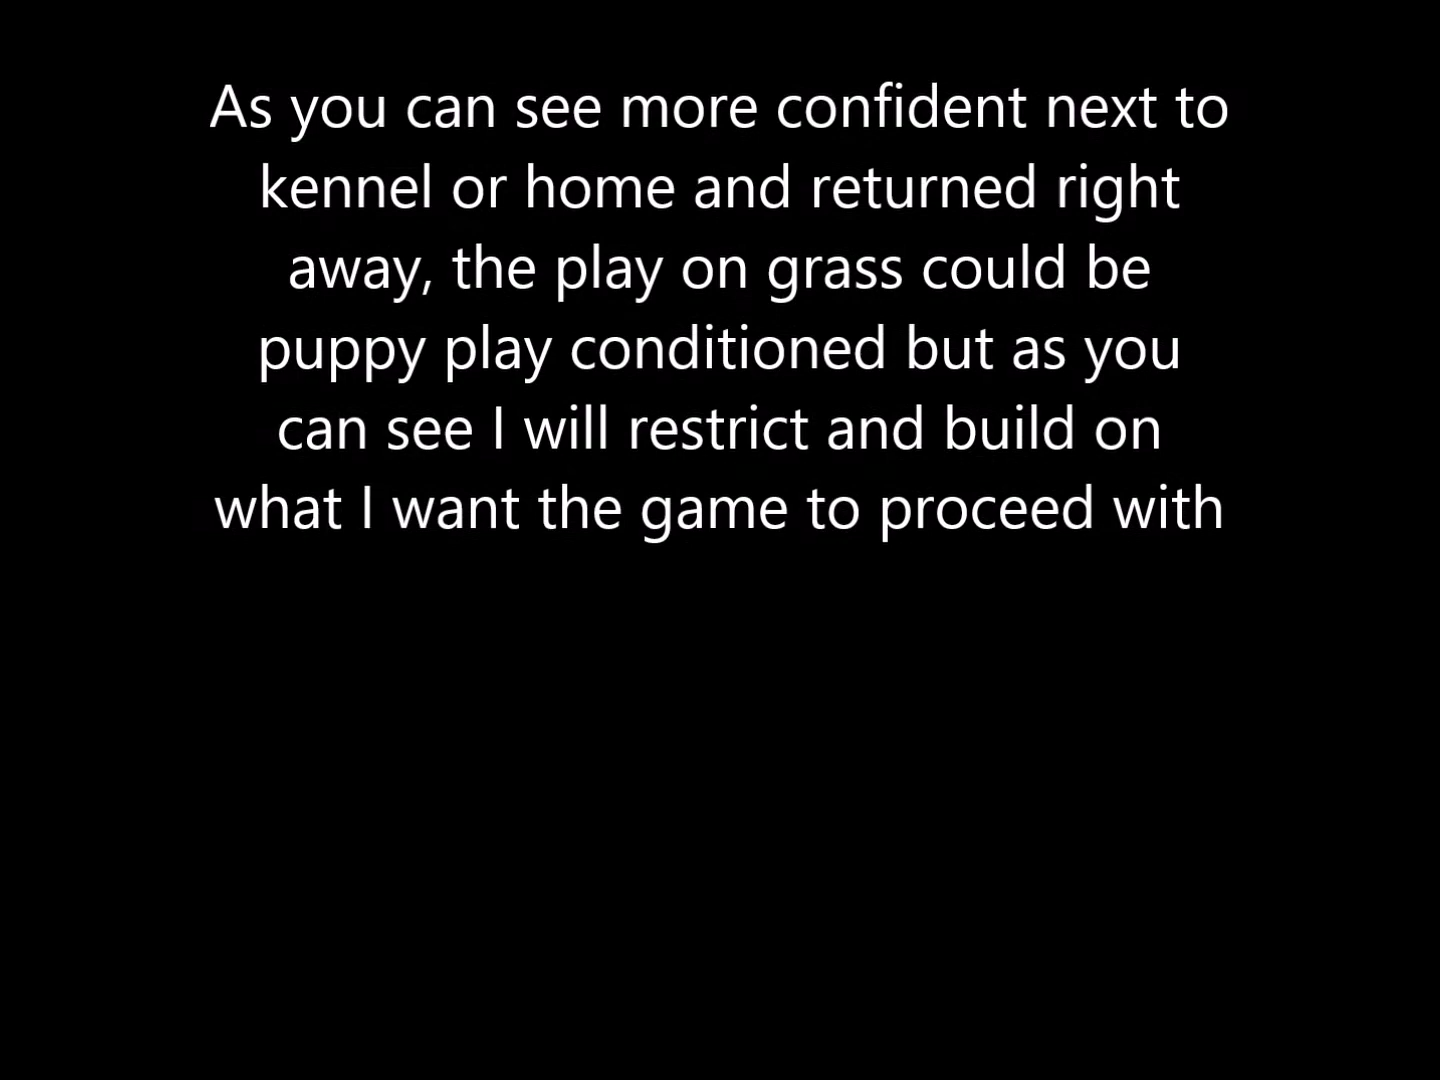 As you can see more confident next to
kennel or home and returned right
away, the play on grass could be
puppy play conditioned but as you
can see I will restrict and build on
what I want the game to proceed with